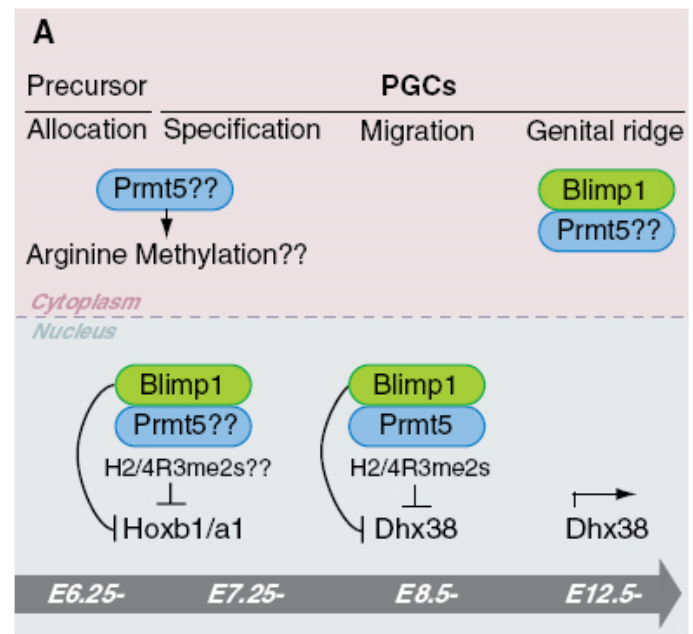 A
Precursor PGCs
Allocation Specification Migration Genital ridge
Prmt5??
Blimp1
Prmt5??
Arginine Methylation??
Cytoplasm
Nucleus
Blimp1
Prmt5??
H2/4R3me2s??
Hoxb1/a1
Blimp1
Prmt5
H2/4R3me2s
Dhx38
Dhx38
E6.25- E7.25- E8.5- E12.5-